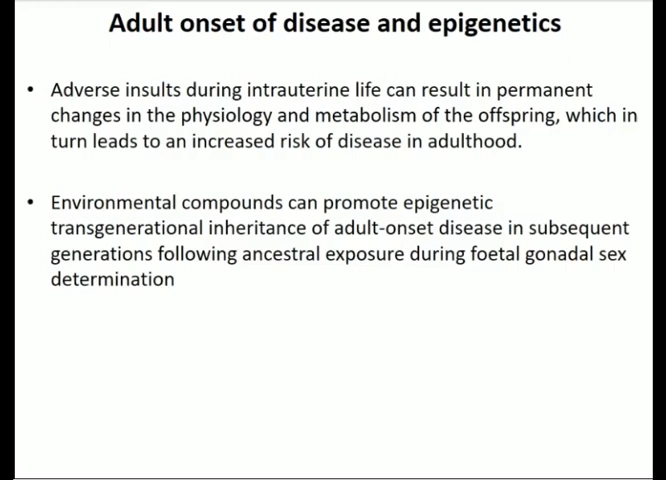 Adult onset of disease and epigenetics
• Adverse insults during intrauterine life can result in permanent
changes in the physiology and metabolism of the offspring, which in
turn leads to an increased risk of disease in adulthood.
• Environmental compounds can promote epigenetic
transgenerational inheritance of adult-onset disease in subsequent
generations following ancestral exposure during foetal gonadal sex
determination